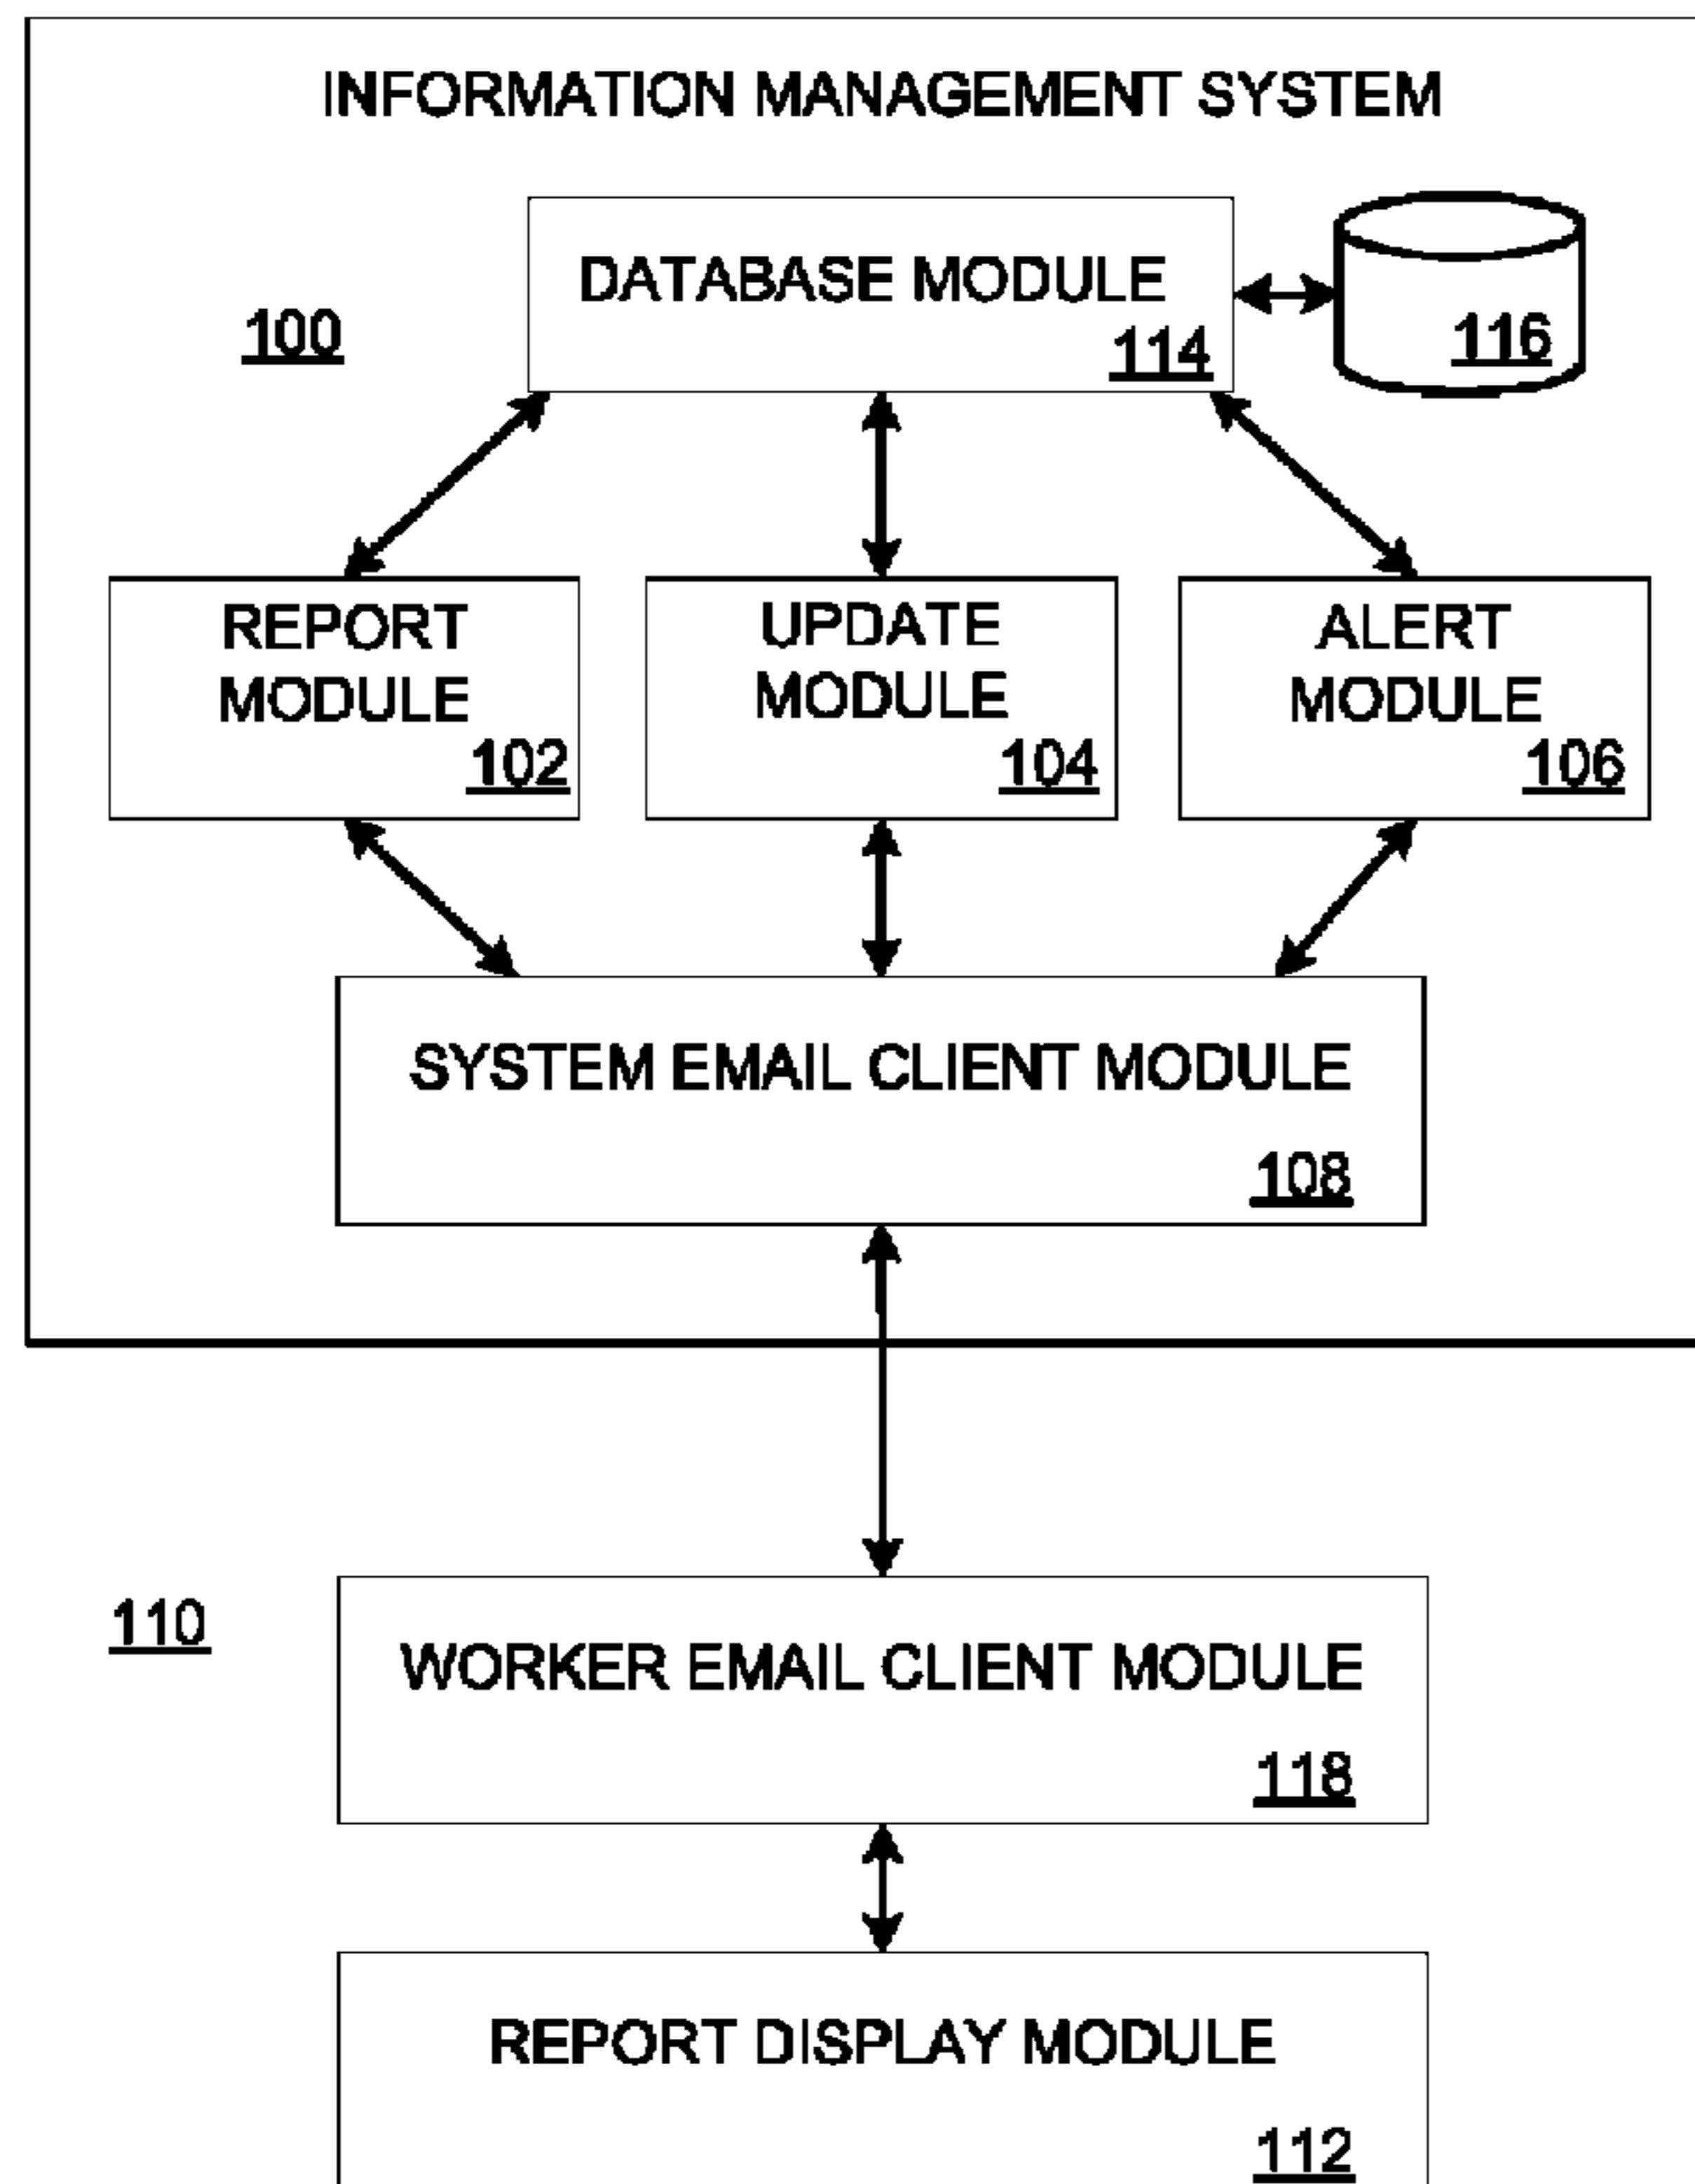 INFORMATION MANAGEMENT SYSTEM
DATABASE MODULE
114
116
100
REPORT
MODULE
102
UPDATE
MODULE
104
ALERT
MODULE
106
SYSTEM EMAIL CLIENT MODULE
108
110
WORKER EMAIL CLIENT MODULE
118
REPORT DISPLAY MODULE
112